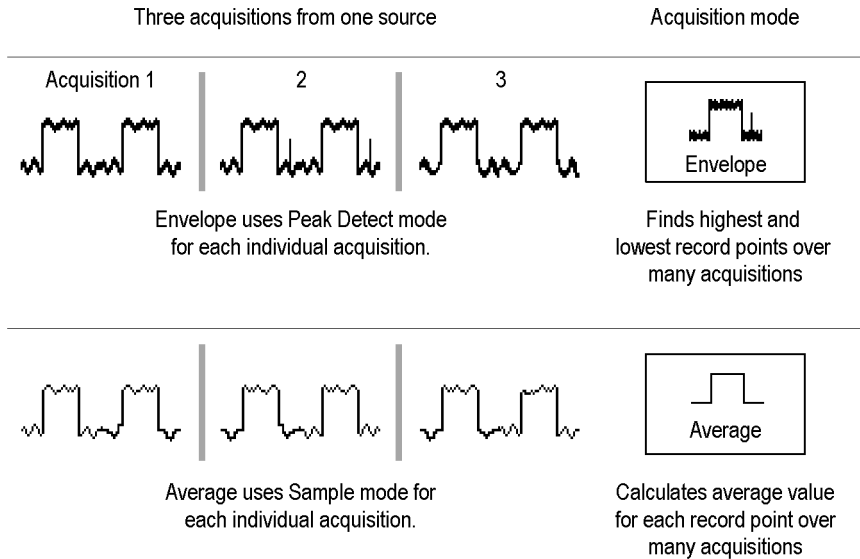 Three acquisitions from one source
Acquisition mode
Acquisition 1
2
3
Envelope
Envelope uses Peak Detect mode
for each individual acquisition.
Finds highest and
lowest record points over
many acquisitions
Average
Average uses Sample mode for
each individual acquisition.
Calculates average value
for each record point over
many acquisitions